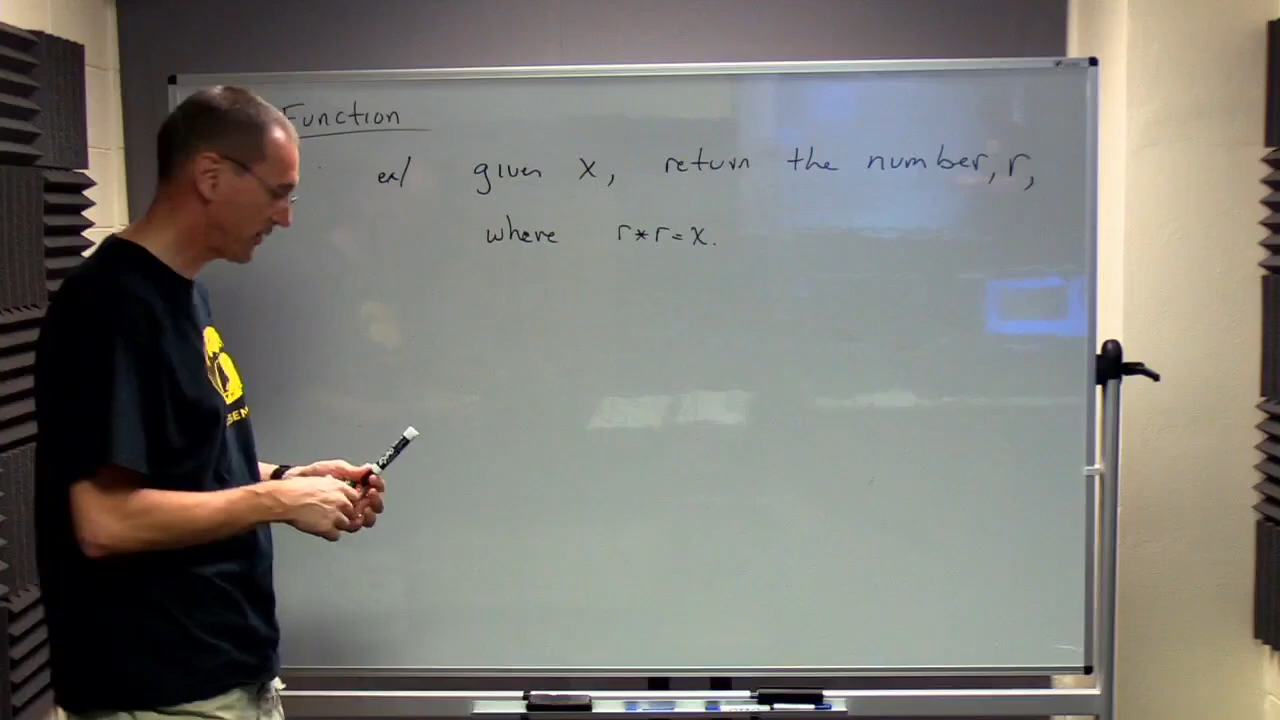 Function
ex/ given x, return the number, r,
where r*r=x.